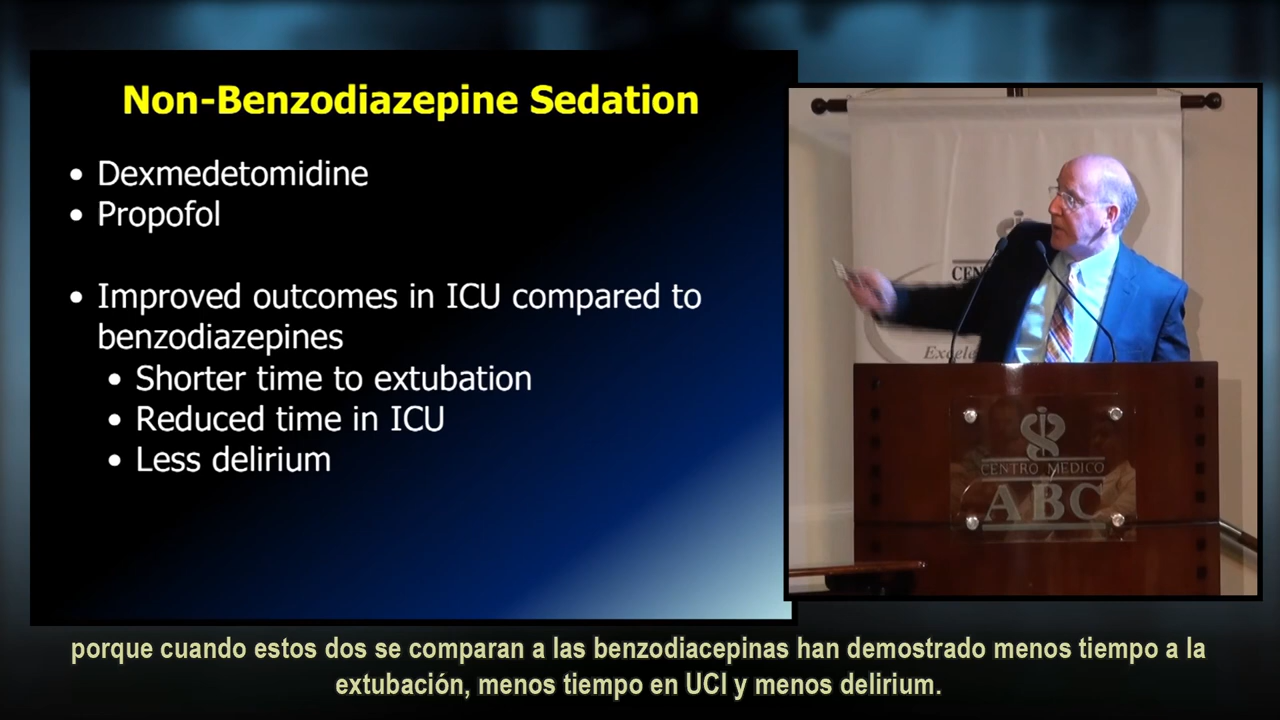 Non-Benzodiazepine Sedation
• Dexmedetomidine
• Propofol
• Improved outcomes in ICU compared to
benzodiazepines
• Shorter time to extubation
• Reduced time in ICU
• Less delirium
CENTRO MEDICO
ABC
porque cuando estos dos se comparan a las benzodiacepinas han demostrado menos tiempo a la
extubación, menos tiempo en UCI y menos delirium.